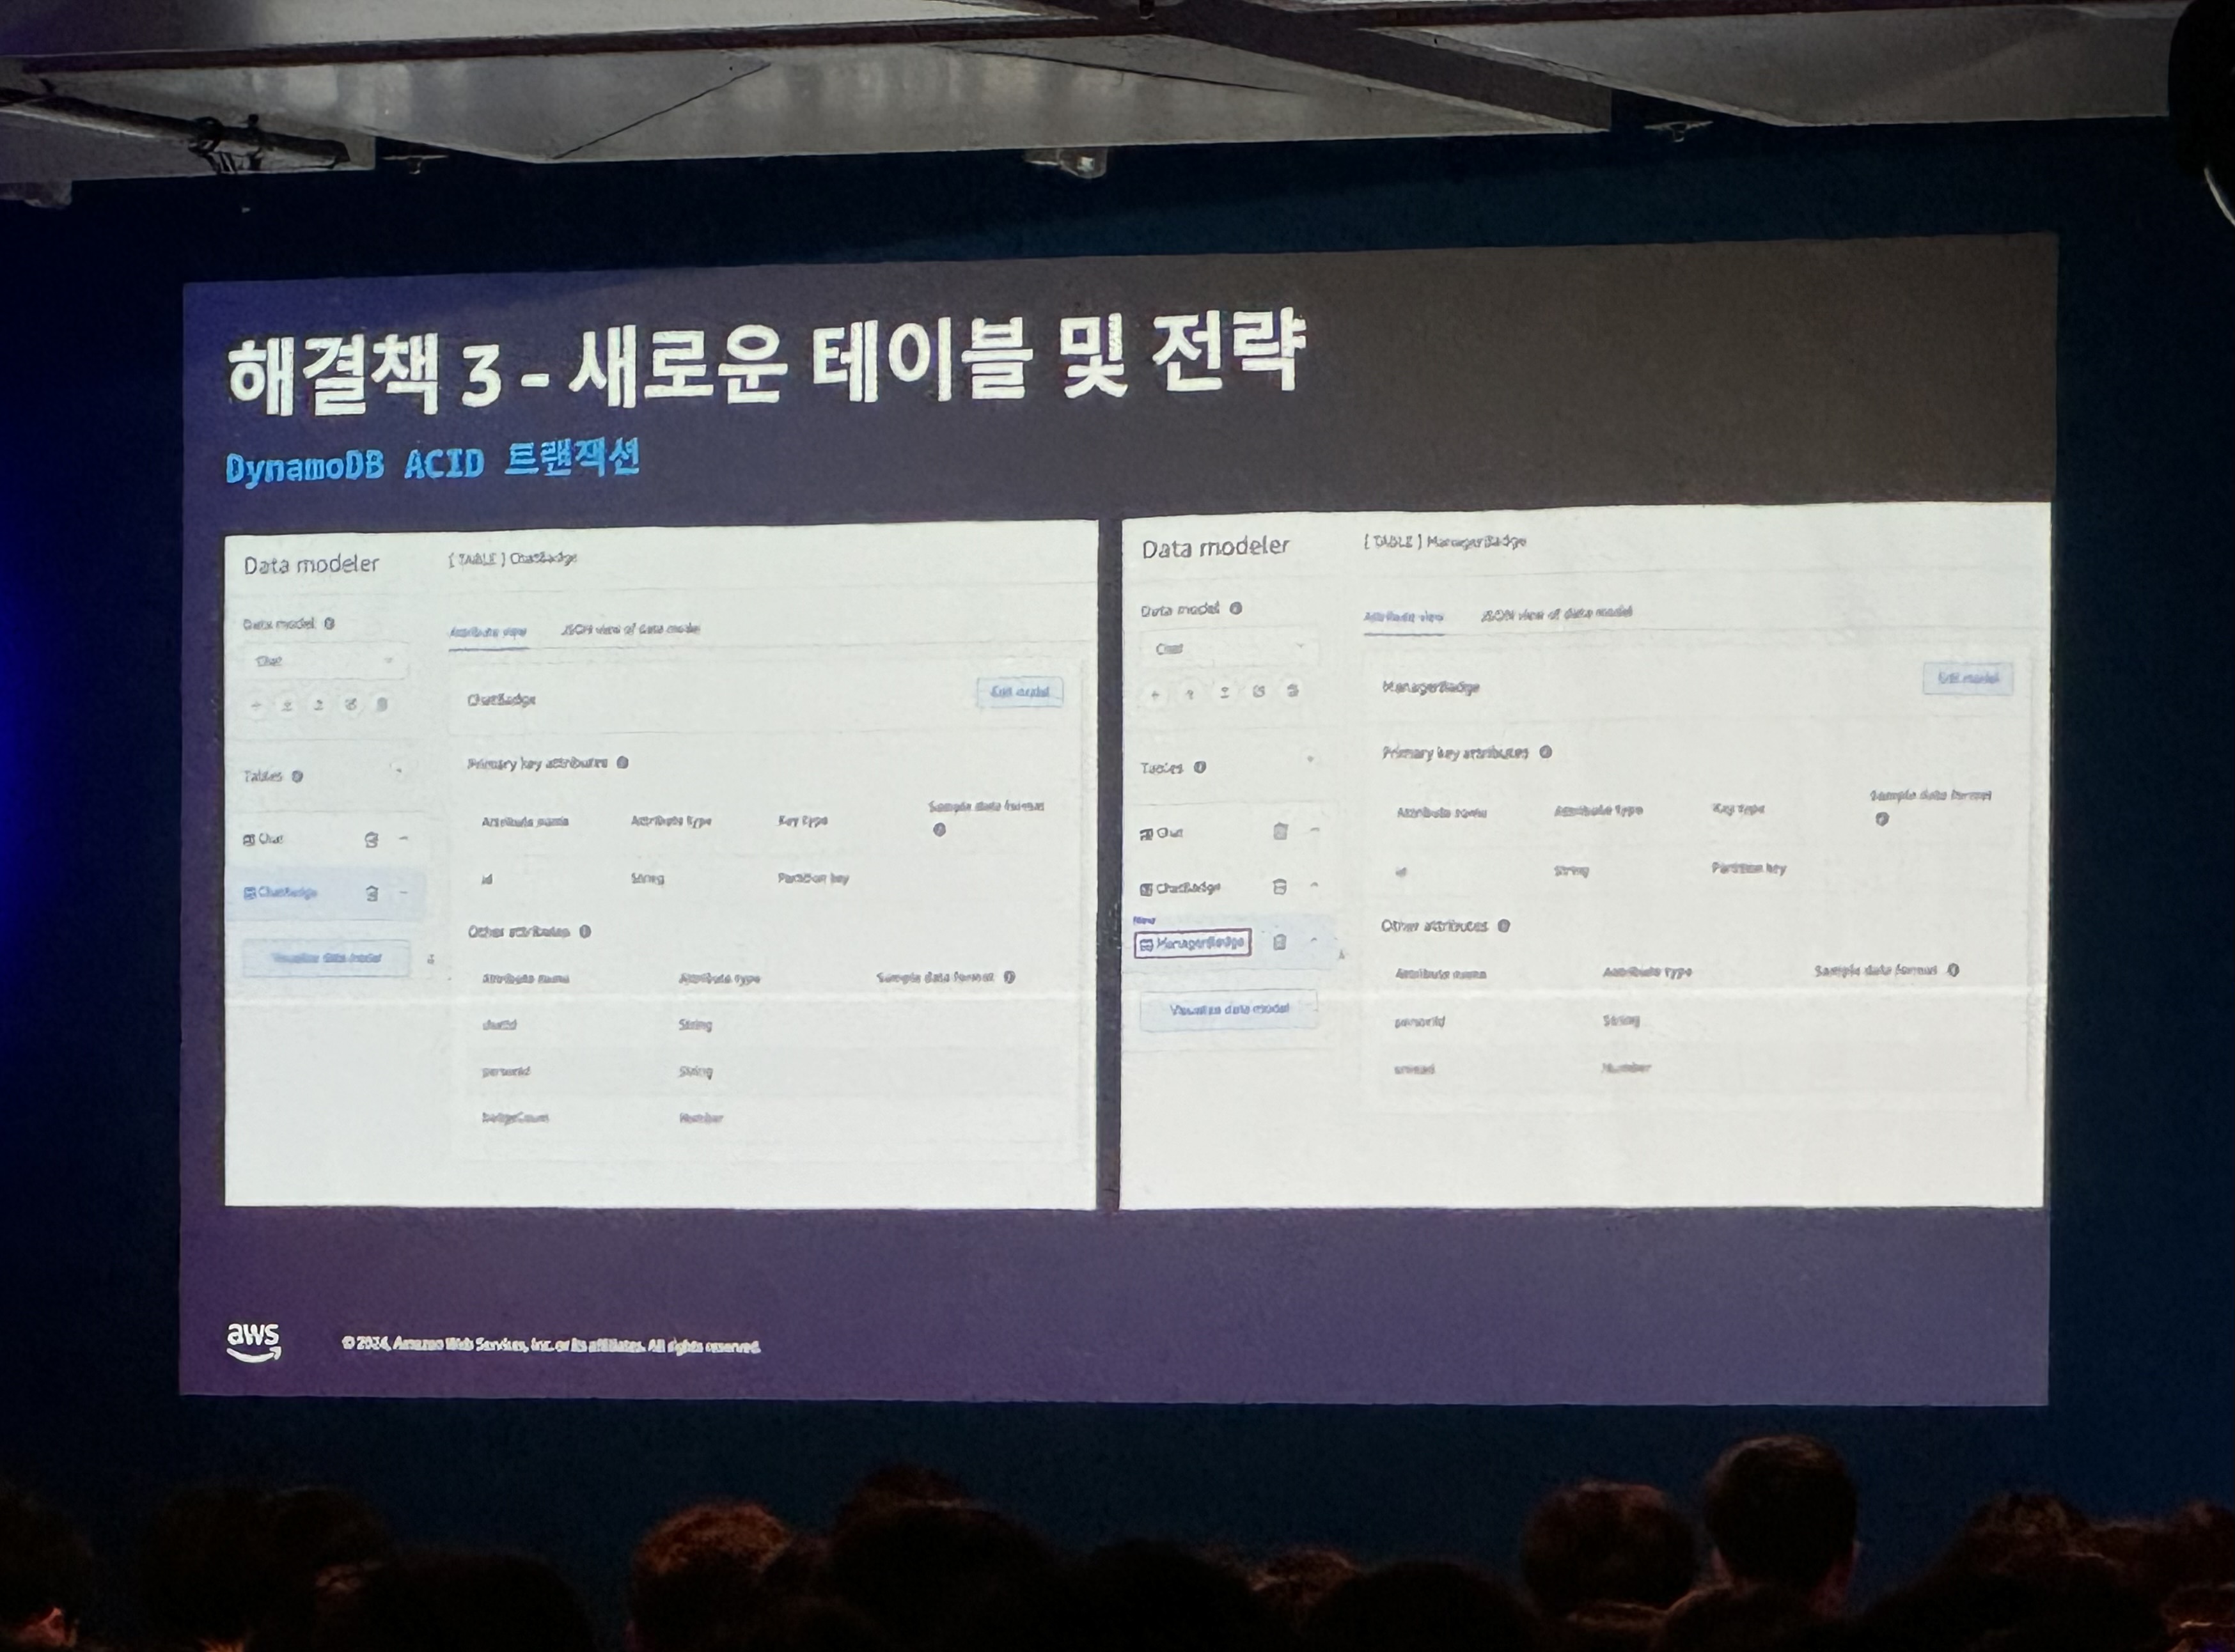 해결책 3 - 새로운 테이블 및 전략
DynamoDB ACID 트랜잭션
Data modeler
[ TABLE ] ChatBadge
Data model
Attribute view
JSON view of data model
Chat
ChatBadge
Edit model
Tables
Primary key attributes
Attribute name
Attribute type
Key type
Sample data format
Chat
id
String
Partition key
ChatBadge
Other attributes
Visualize data model
Attribute name
Attribute type
Sample data format
chatId
String
personId
String
badgeCount
Number
Data modeler
[ TABLE ] ManagerBadge
Data model
Attribute view
JSON view of data model
Chat
ManagerBadge
Edit model
Tables
Primary key attributes
Attribute name
Attribute type
Key type
Sample data format
Chat
id
String
Partition key
ChatBadge
New
ManagerBadge
Other attributes
Visualize data model
Attribute name
Attribute type
Sample data format
personId
String
unread
Number
aws
© 2024, Amazon Web Services, Inc. or its affiliates. All rights reserved.